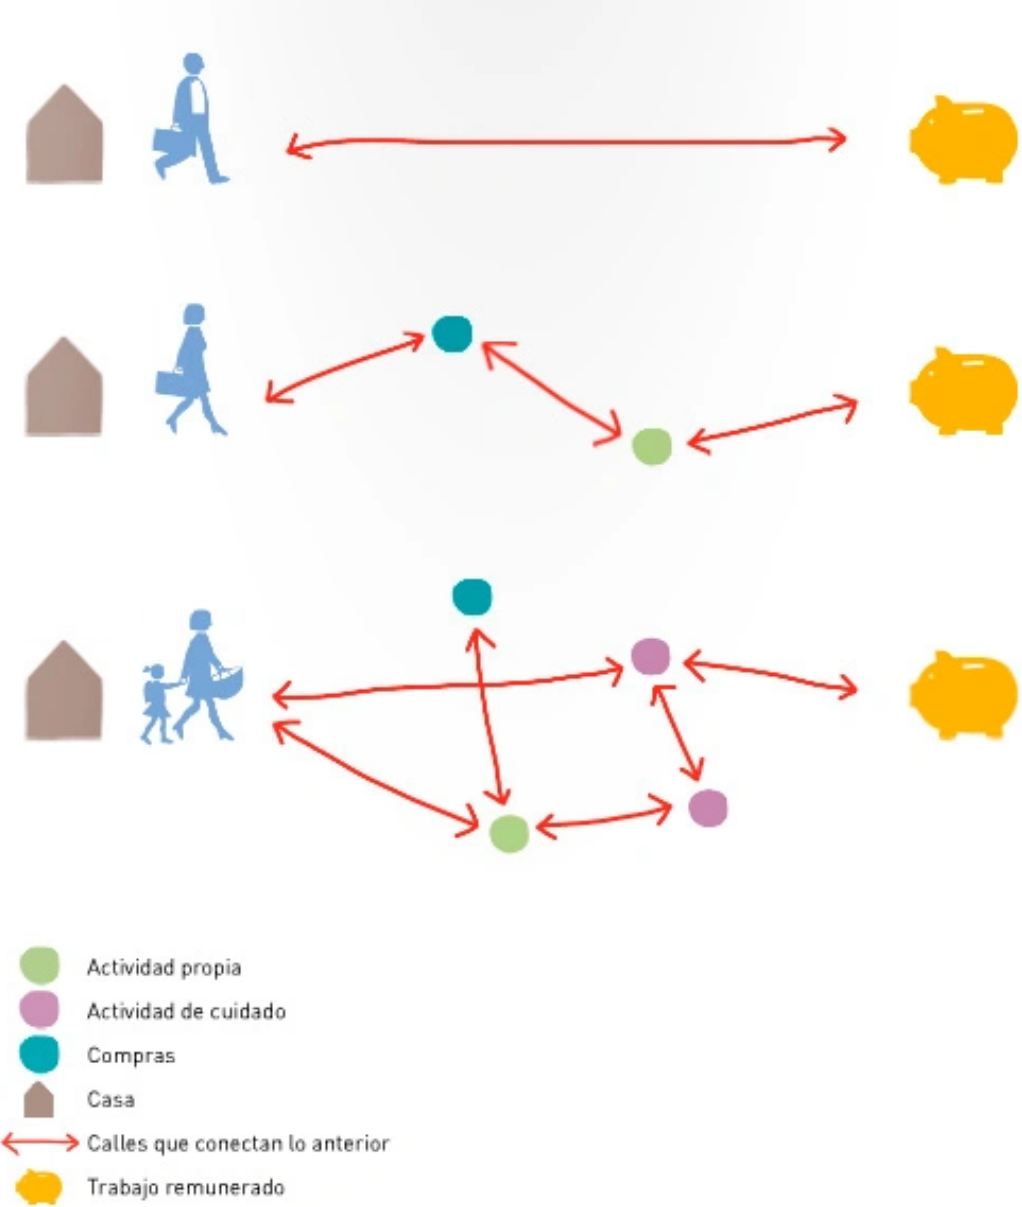 Actividad propia
Actividad de cuidado
Compras
Casa
Calles que conectan lo anterior
Trabajo remunerado